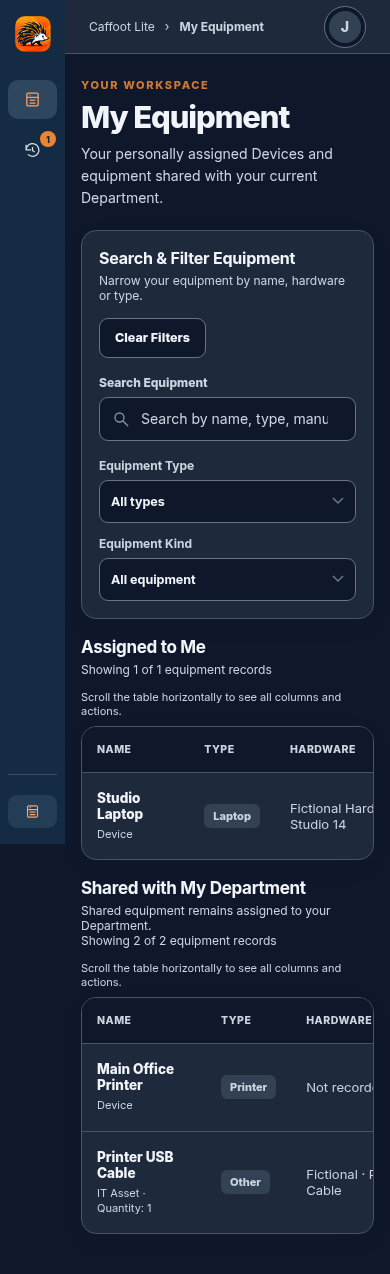 Caffoot Lite › My Equipment
J
1
YOUR WORKSPACE
My Equipment
Your personally assigned Devices and
equipment shared with your current
Department.
Search & Filter Equipment
Narrow your equipment by name, hardware
or type.
Clear Filters
Search Equipment
Search by name, type, manu
Equipment Type
All types
Equipment Kind
All equipment
Assigned to Me
Showing 1 of 1 equipment records
Scroll the table horizontally to see all columns and
actions.
NAME TYPE HARDWARE
Studio
Laptop
Device
Laptop
Fictional Hard
Studio 14
Shared with My Department
Shared equipment remains assigned to your
Department.
Showing 2 of 2 equipment records
Scroll the table horizontally to see all columns and
actions.
NAME TYPE HARDWARE
Main Office
Printer
Device
Printer
Not recorde
Printer USB
Cable
IT Asset ·
Quantity: 1
Other
Fictional ·
Cable